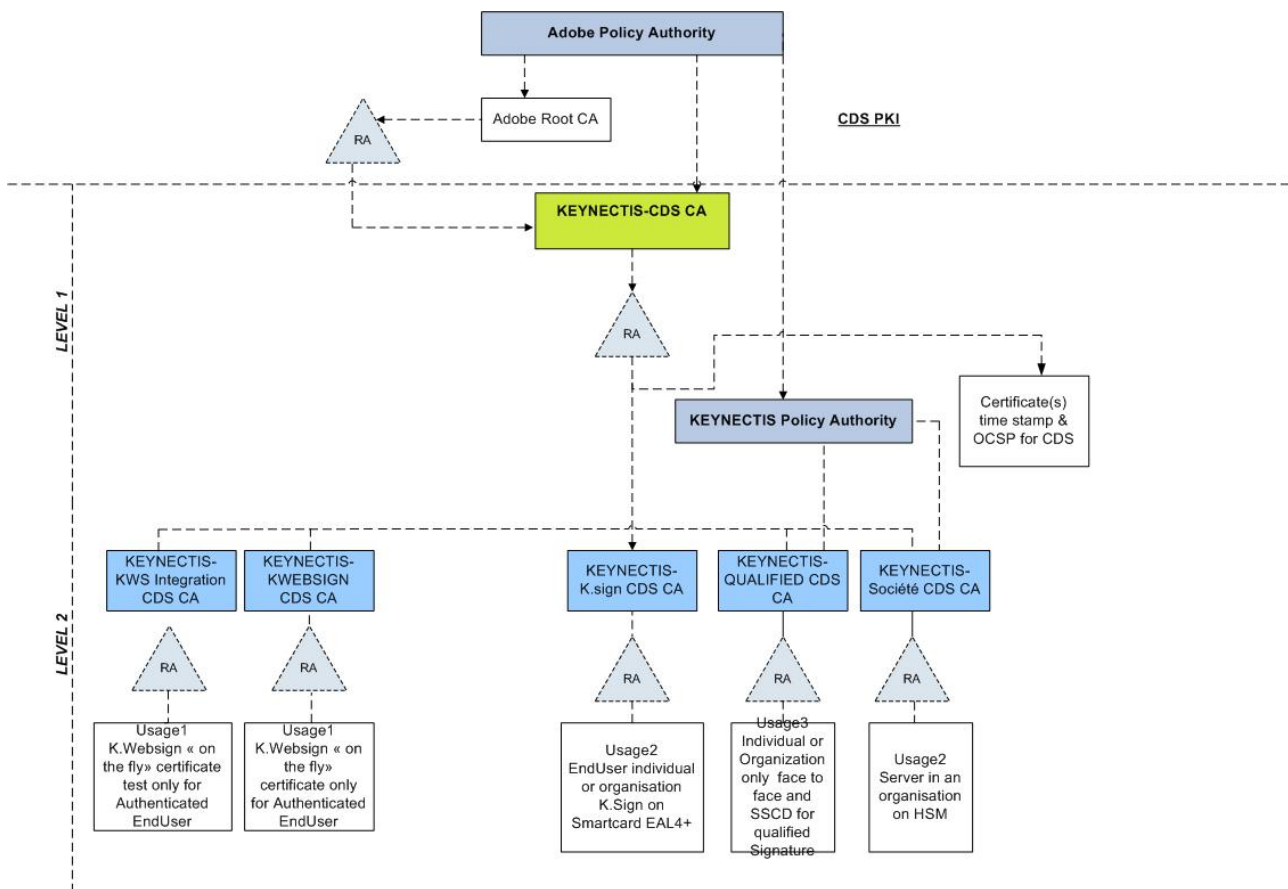 Adobe Policy Authority
Adobe Root CA
CDS PKI
RA
KEYNECTIS-CDS CA
LEVEL 1
RA
Certificate(s)
time stamp &
OCSP for CDS
KEYNECTIS Policy Authority
LEVEL 2
KEYNECTIS-
KWS Integration
CDS CA
KEYNECTIS-
KWEBSIGN
CDS CA
KEYNECTIS-
K.sign CDS CA
KEYNECTIS-
QUALIFIED CDS
CA
KEYNECTIS-
Société CDS CA
RA
RA
RA
RA
RA
Usage1
K.Websign « on
the fly» certificate
test only for
Authenticated
EndUser
Usage1
K.Websign « on
the fly»
certificate only
for Authenticated
EndUser
Usage2
EndUser individual
or organisation
K.Sign on
Smartcard EAL4+
Usage3
Individual or
Organization
only face to
face and
SSCD for
qualified
Signature
Usage2
Server in an
organisation
on HSM